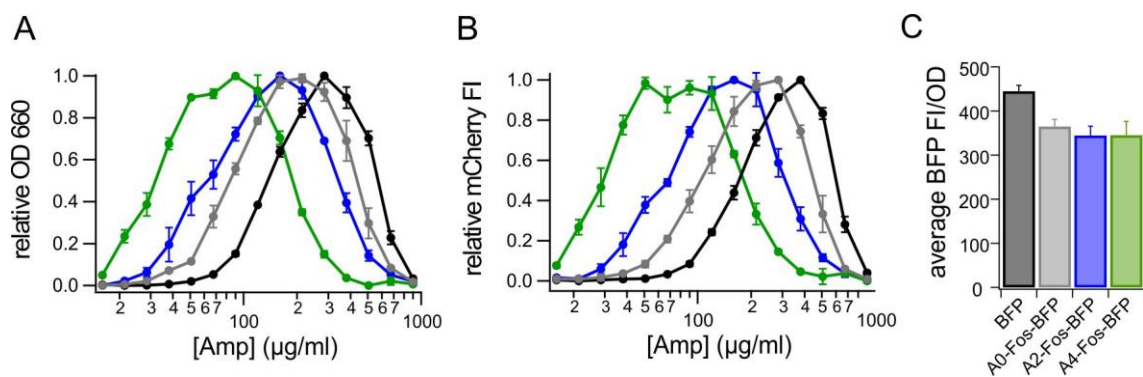 A
relative OD 660
1.0
0.8
0.6
0.4
0.2
0.0
2 3 4 5 6 7 100 2 3 4 5 6 7 1000
[Amp] (µg/ml)
B
relative mCherry FI
1.0
0.8
0.6
0.4
0.2
0.0
2 3 4 5 6 7 100 2 3 4 5 6 7 1000
[Amp] (µg/ml)
C
average BFP FI/OD
500
400
300
200
100
0
BFP
A0-Fos-BFP
A2-Fos-BFP
A4-Fos-BFP